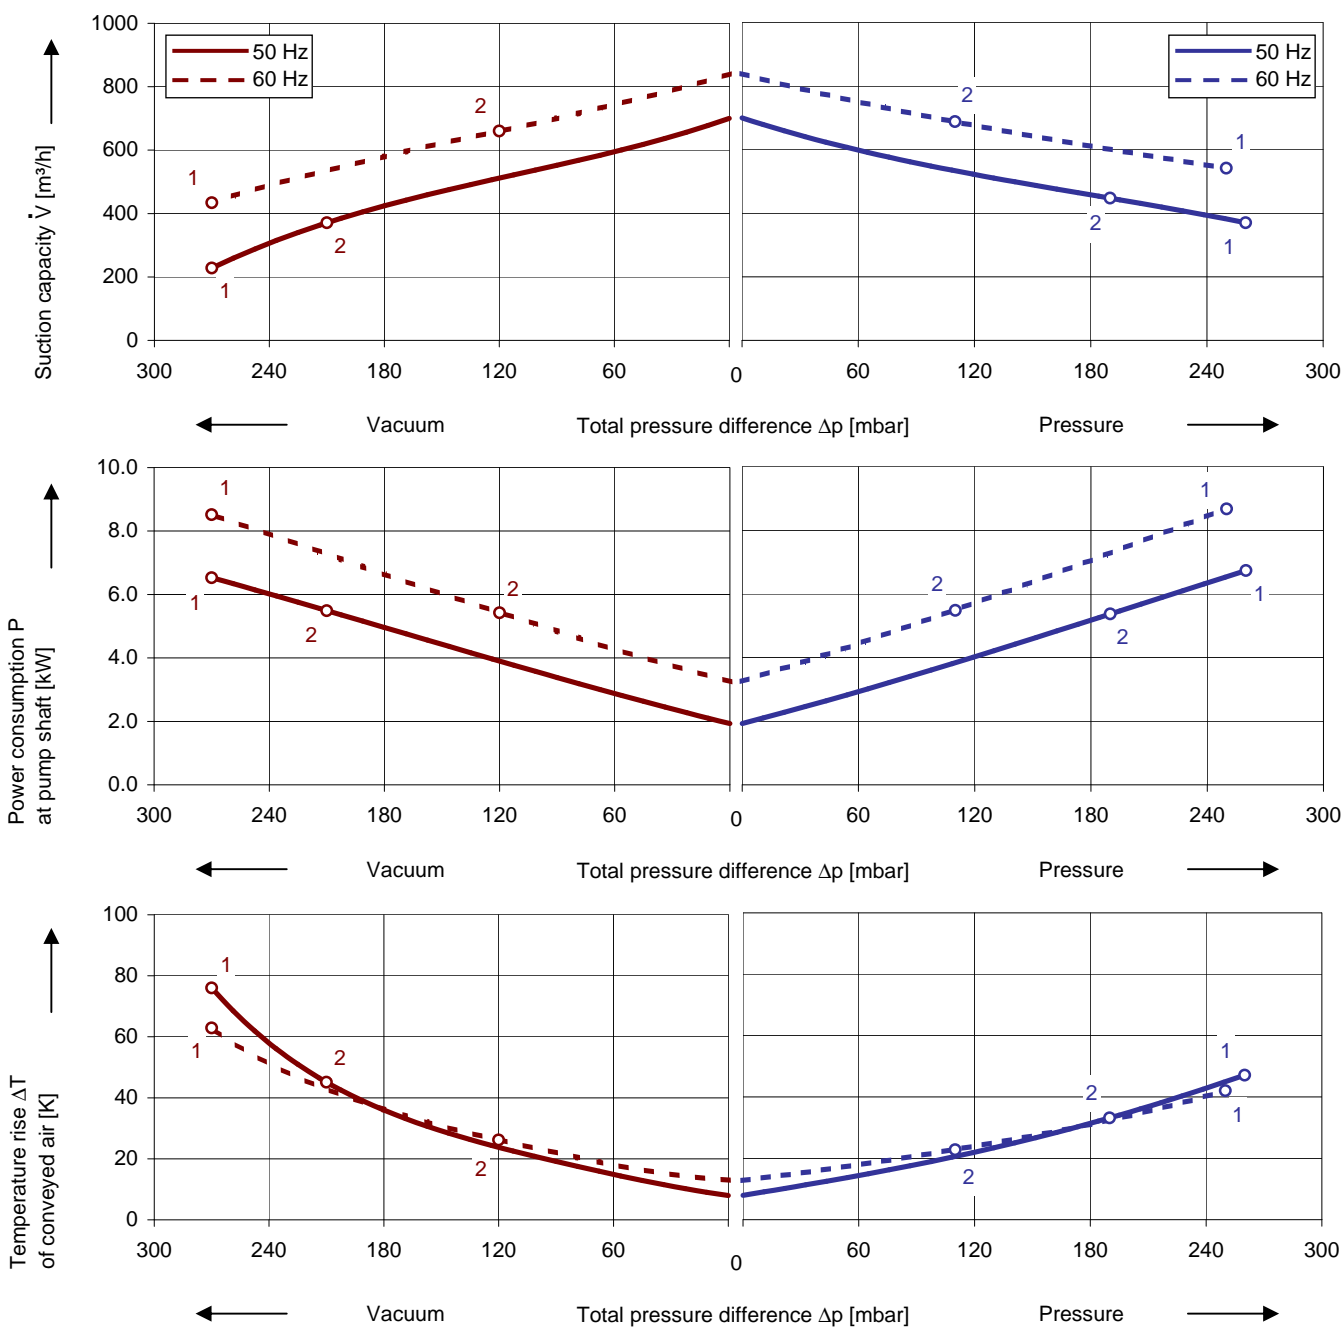 1000
800
600
400
200
0
Suction capacity V̇ [m³/h]
50 Hz
60 Hz
50 Hz
60 Hz
1
2
1
2
2
1
2
1
300 240 180 120 60 0 60 120 180 240 300
Vacuum Total pressure difference Δp [mbar] Pressure
10.0
8.0
6.0
4.0
2.0
0.0
Power consumption P
at pump shaft [kW]
1
2
1
2
1
2
1
2
300 240 180 120 60 0 60 120 180 240 300
Vacuum Total pressure difference Δp [mbar] Pressure
100
80
60
40
20
0
Temperature rise ΔT
of conveyed air [K]
1
1
2
2
1
2
1
2
300 240 180 120 60 0 60 120 180 240 300
Vacuum Total pressure difference Δp [mbar] Pressure